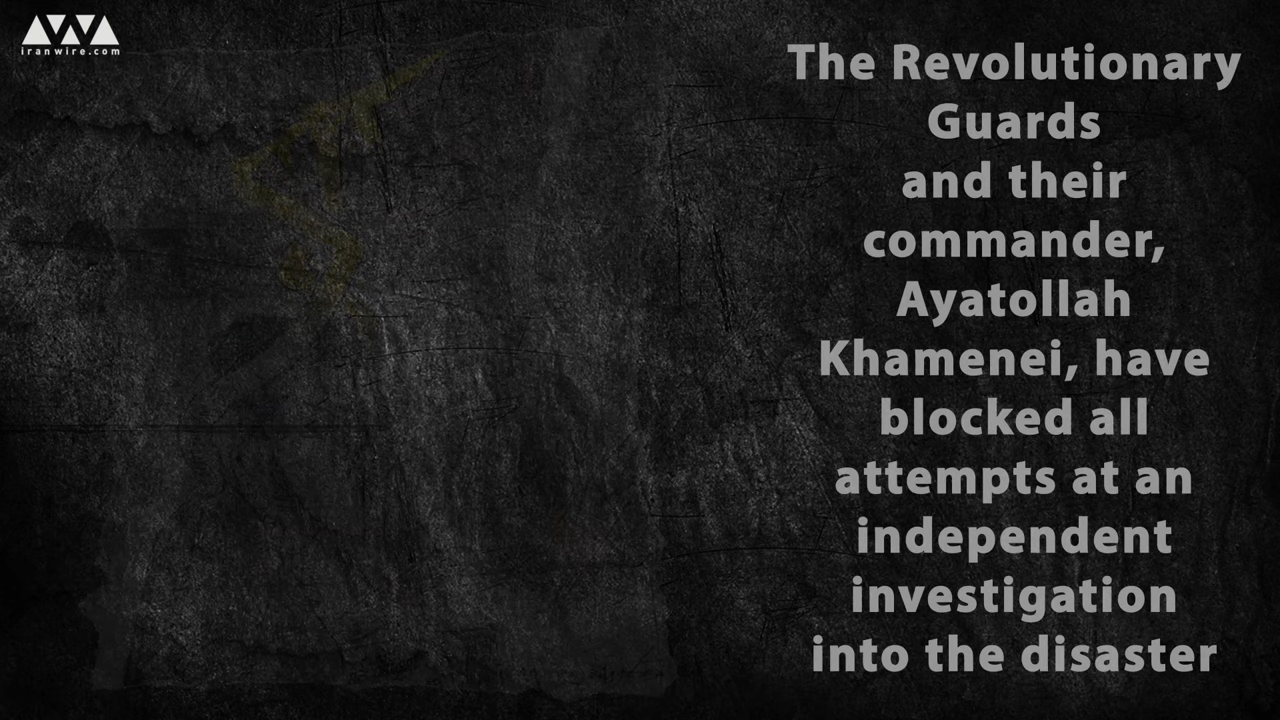 iranwire.com
The Revolutionary
Guards
and their
commander,
Ayatollah
Khamenei, have
blocked all
attempts at an
independent
investigation
into the disaster